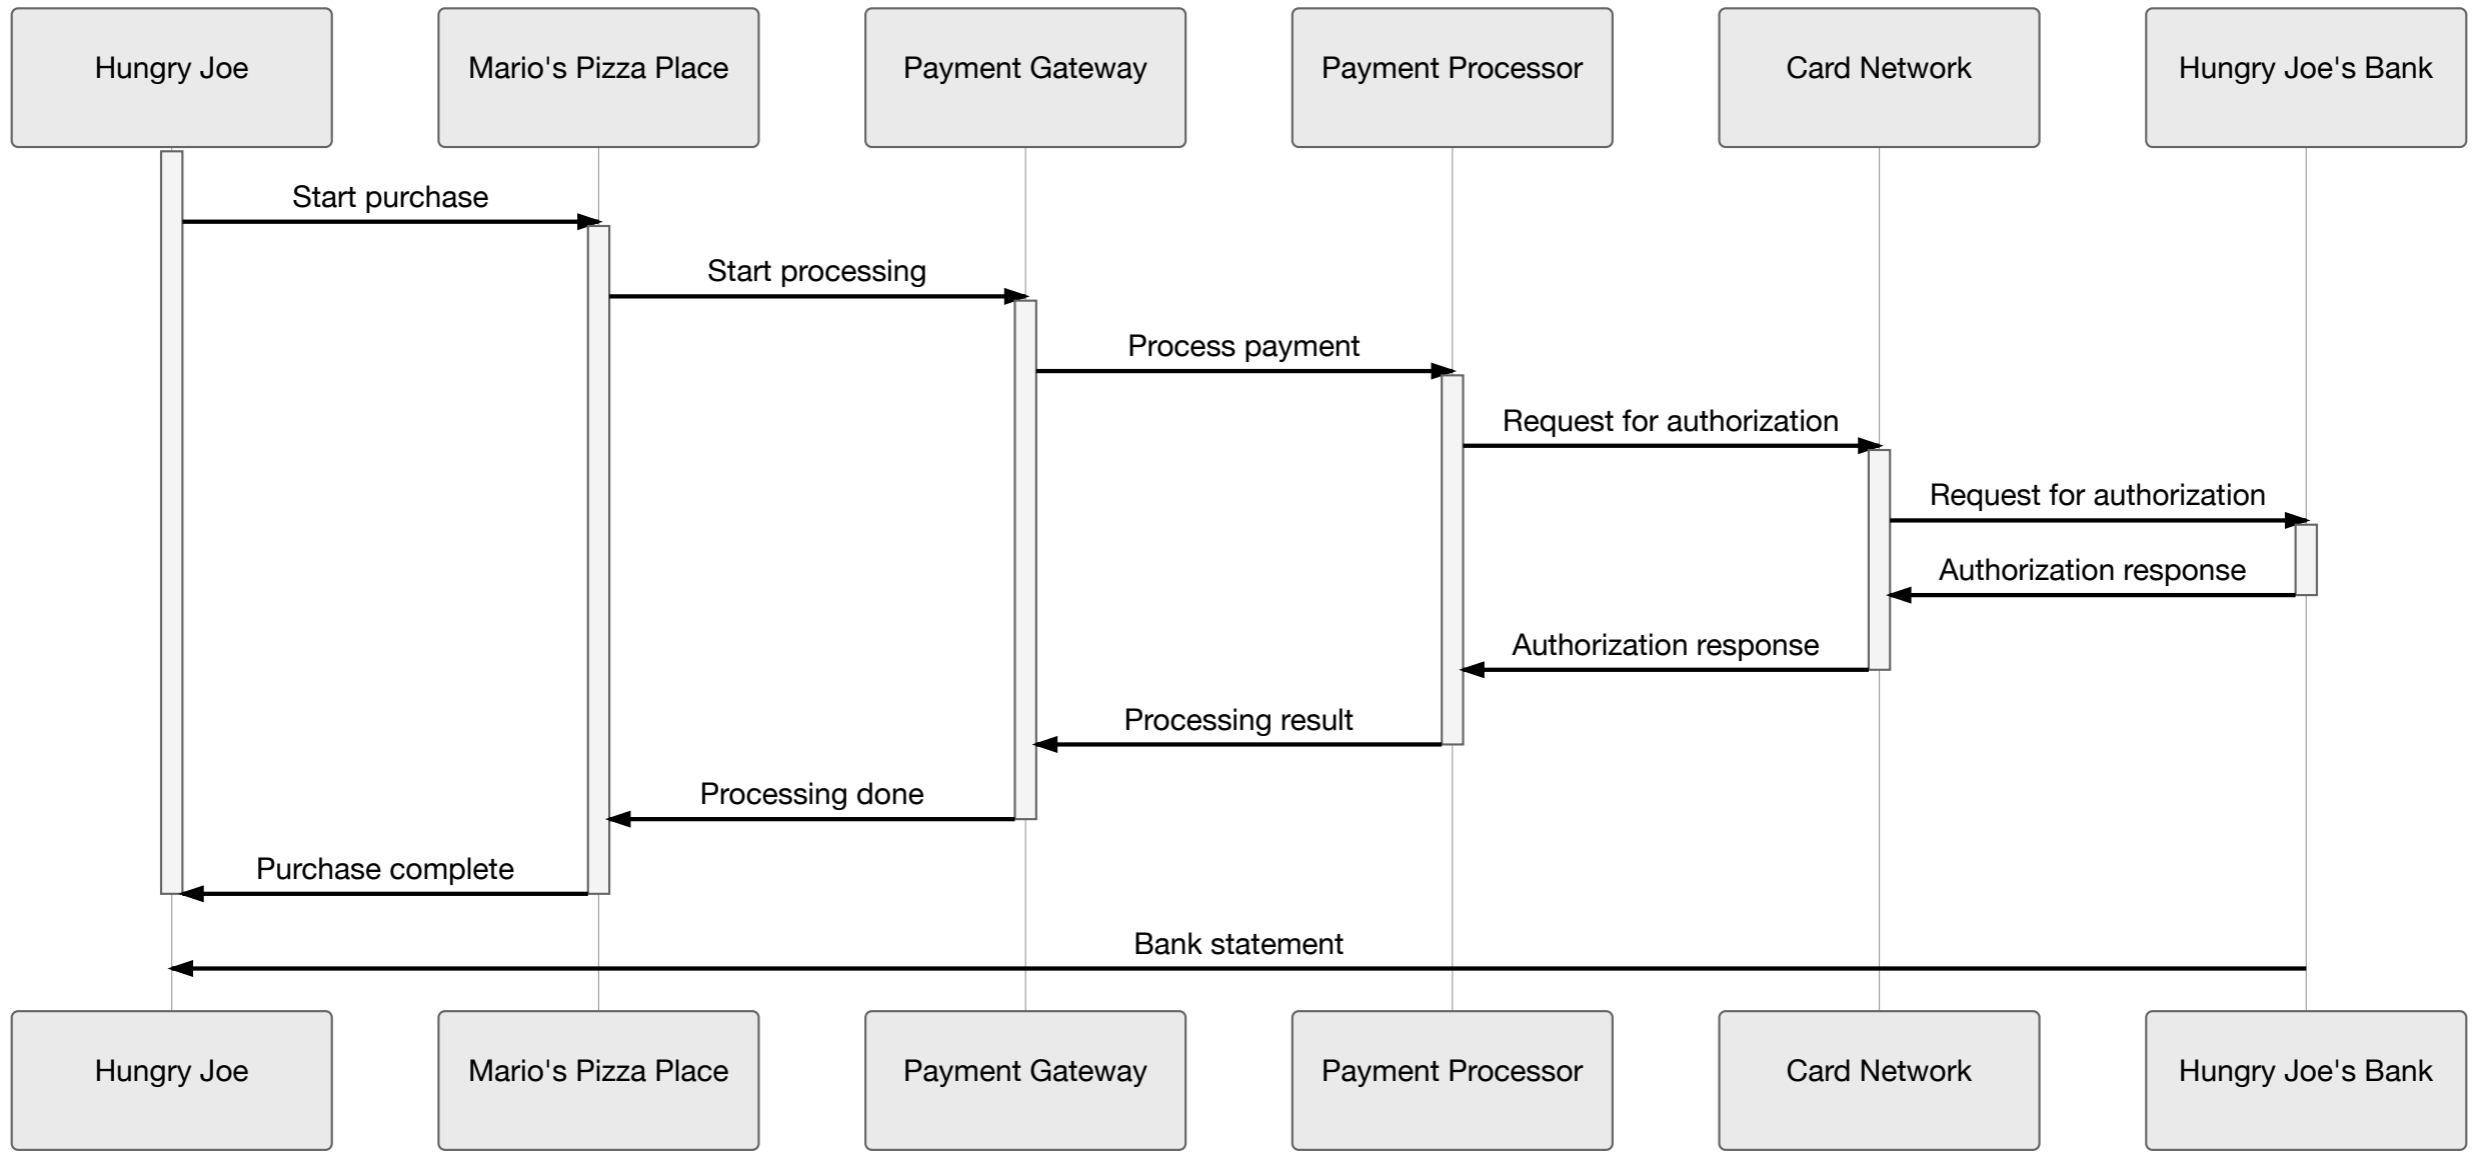 Hungry Joe
Mario's Pizza Place
Payment Gateway
Payment Processor
Card Network
Hungry Joe's Bank
Start purchase
Start processing
Process payment
Request for authorization
Request for authorization
Authorization response
Authorization response
Processing result
Processing done
Purchase complete
Bank statement
Hungry Joe
Mario's Pizza Place
Payment Gateway
Payment Processor
Card Network
Hungry Joe's Bank